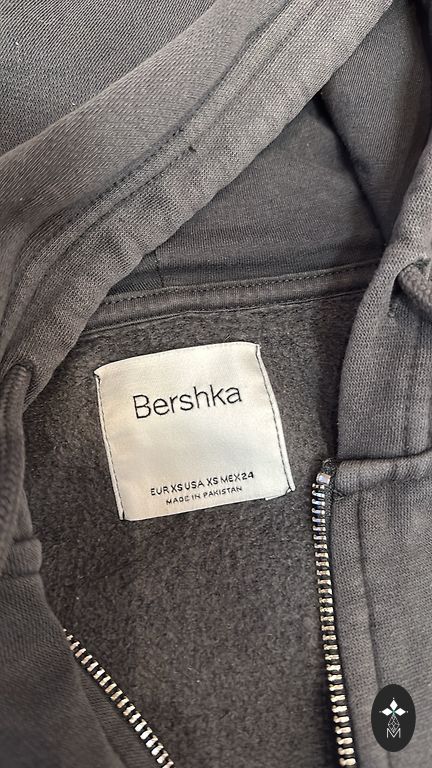 Bershka
EUR XS USA XS MEX 24
MADE IN PAKISTAN
M